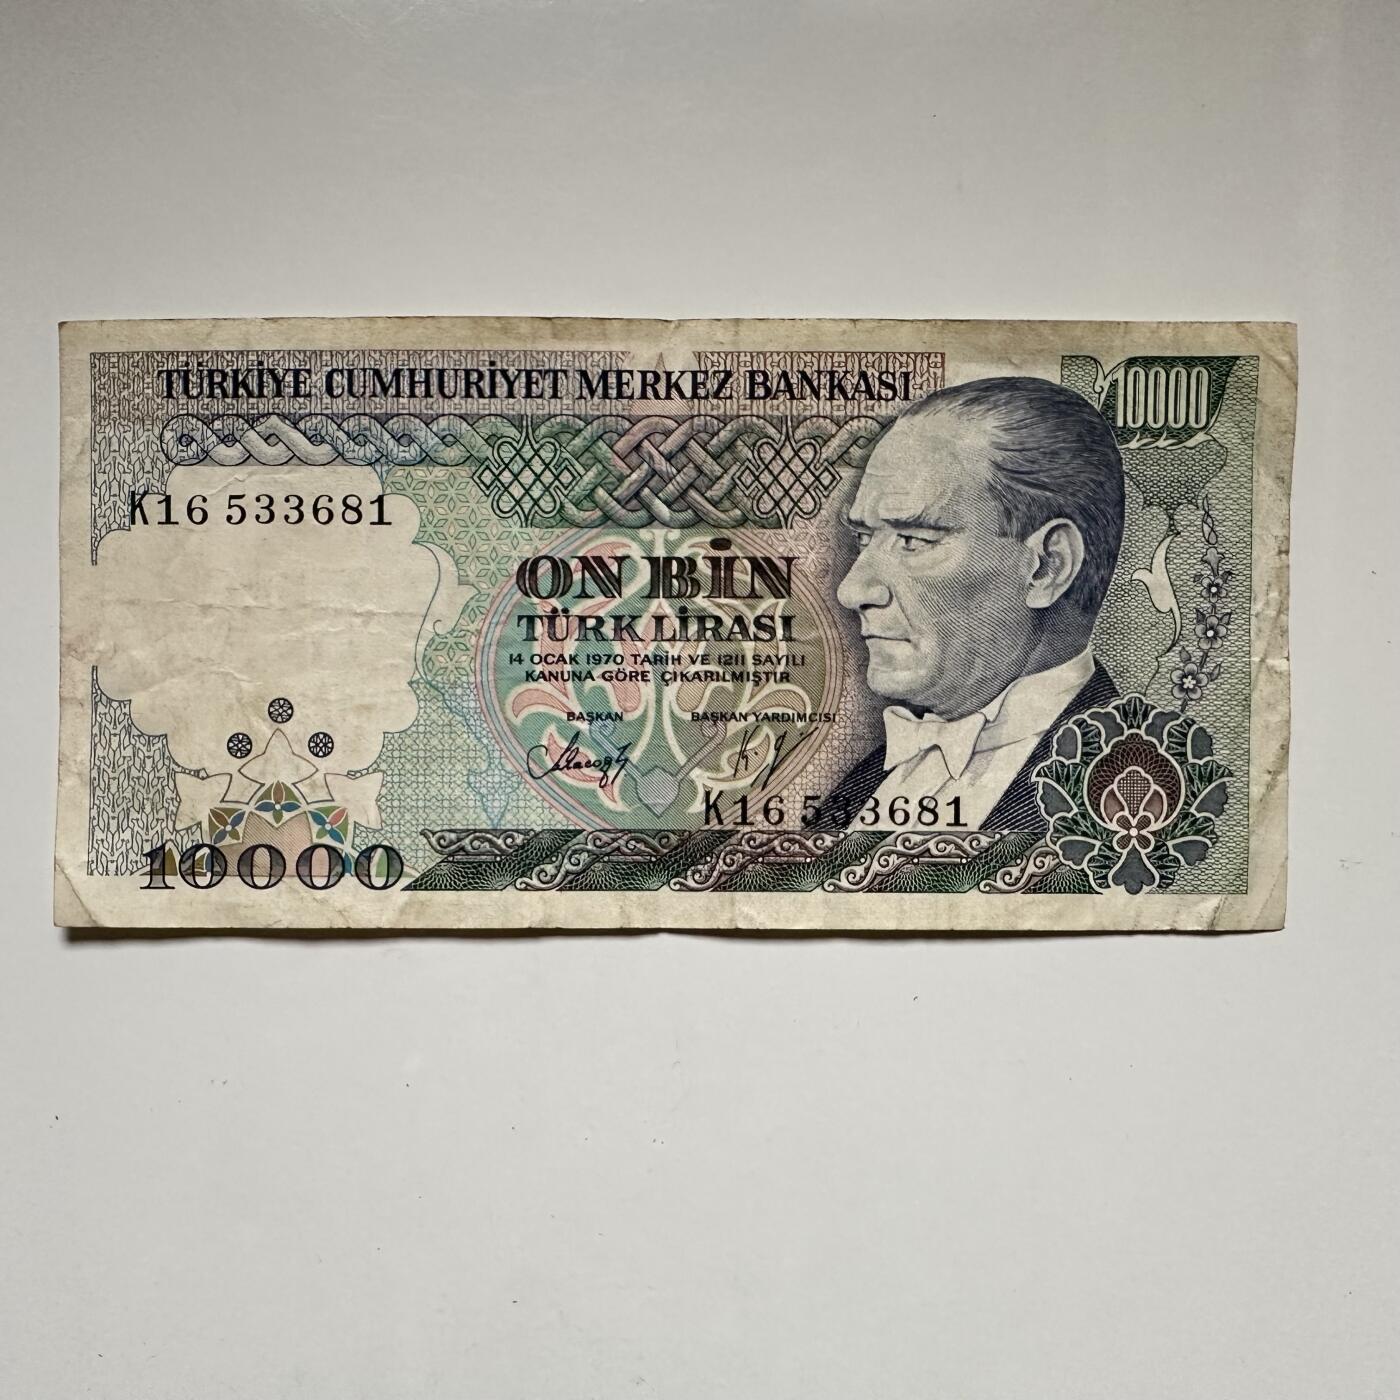 TÜRKİYE CUMHURİYET MERKEZ BANKASI
10000
K16 533681
ON BİN
TÜRK LİRASI
14 OCAK 1970 TARİH VE 1211 SAYILI
KANUNA GÖRE ÇIKARILMIŞTIR
BAŞKAN BAŞKAN YARDIMCISI
K16 533681
10000